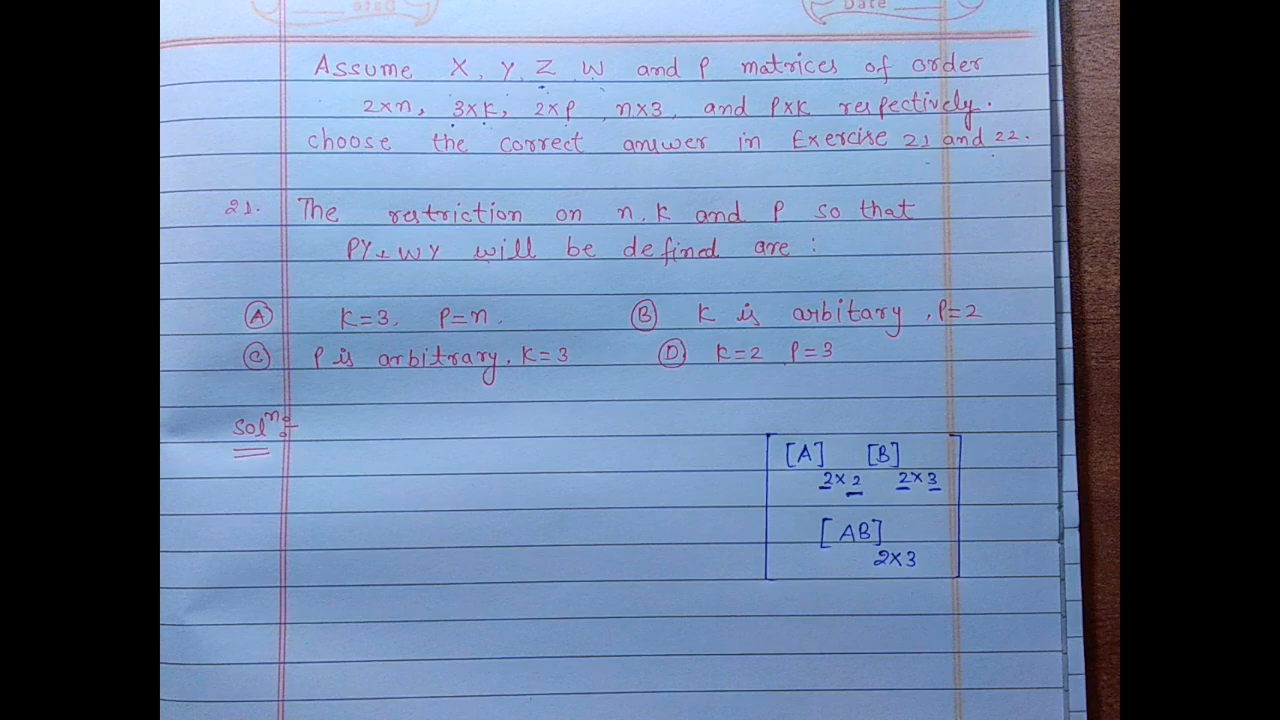 Date
Assume X, Y, Z, W and P matrices of order
2×n, 3×k, 2×p, n×3, and P×K respectively.
choose the correct answer in Exercise 21 and 22.
21. The restriction on n, k and P so that
PY+WY will be defined are :
(A) K=3, P=n, (B) K is arbitary, P=2
(C) P is arbitrary, K=3 (D) K=2 P=3
Solⁿ:-
[A]2×2 [B]2×3
[AB]2×3